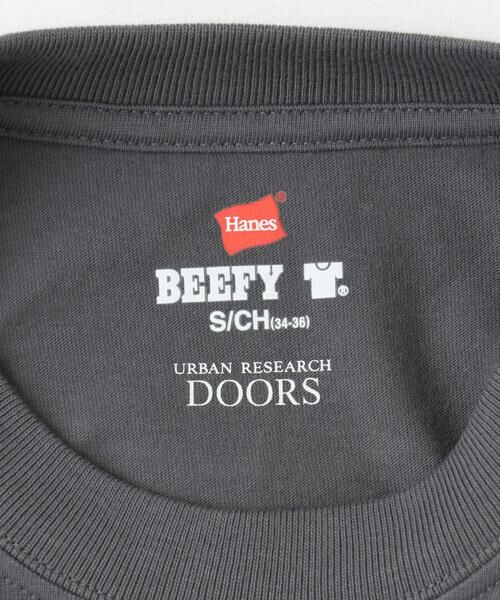 Hanes®
BEEFY ®
S/CH(34-36)
URBAN RESEARCH
DOORS